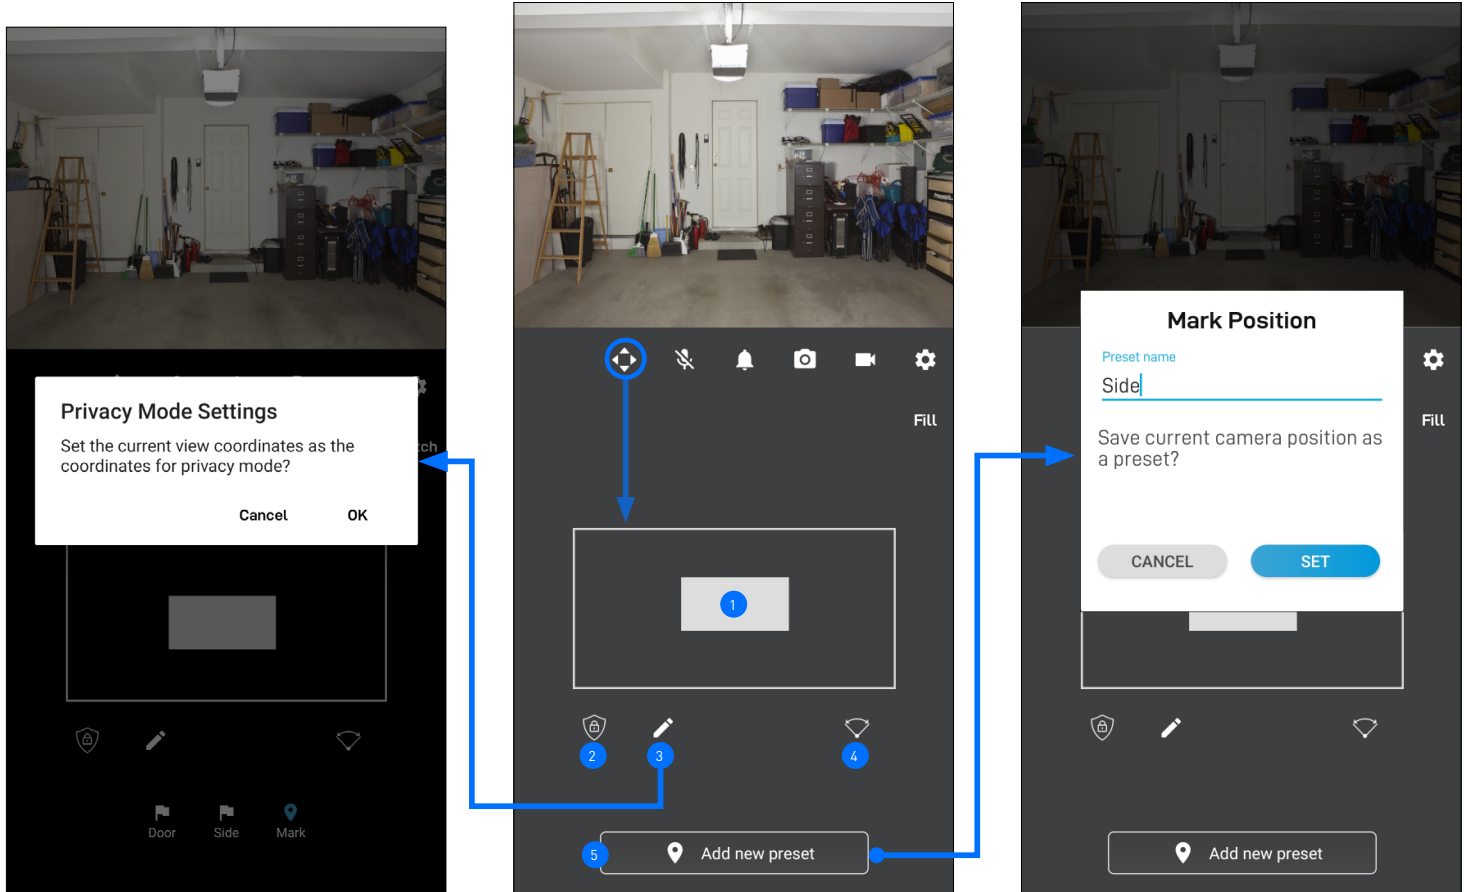 Privacy Mode Settings
Set the current view coordinates as the
coordinates for privacy mode?
Cancel OK
tch
Door Side Mark
Fill
1
2 3 4
5 Add new preset
Mark Position
Preset name
Side
Fill
Save current camera position as
a preset?
CANCEL SET
Add new preset